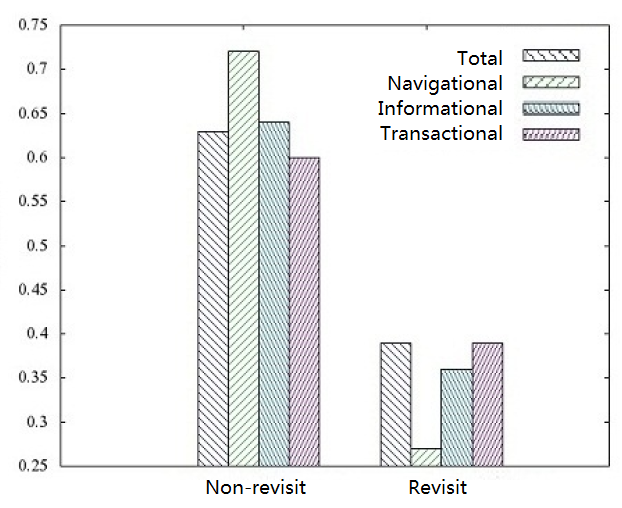 0.75
0.7
0.65
0.6
0.55
0.5
0.45
0.4
0.35
0.3
0.25
Total
Navigational
Informational
Transactional
Non-revisit
Revisit